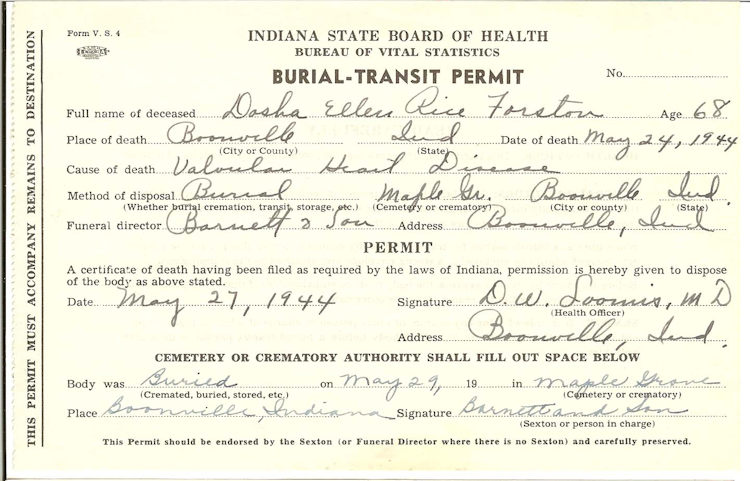 Form V. S. 4
INDIANA STATE BOARD OF HEALTH
BUREAU OF VITAL STATISTICS
BURIAL-TRANSIT PERMIT
No.
Full name of deceased Dosha Ellen Rice Forston Age 68
Place of death Boonville Ind Date of death May 24, 1944
(City or County) (State)
Cause of death Valvular Heart Disease
Method of disposal Burial Maple Gr. Boonville Ind.
(Whether burial cremation, transit, storage, etc.) (Cemetery or crematory) (City or county) (State)
Funeral director Barnett & Son Address Boonville, Ind
PERMIT
A certificate of death having been filed as required by the laws of Indiana, permission is hereby given to dispose
of the body as above stated.
Date May 27, 1944 Signature D. W. Loomis, M D
(Health Officer)
Address Boonville, Ind.
CEMETERY OR CREMATORY AUTHORITY SHALL FILL OUT SPACE BELOW
Body was Buried on May 29, 19 in Maple Grove
(Cremated, buried, stored, etc.) (Cemetery or crematory)
Place Boonville, Indiana Signature Barnett and Son
(Sexton or person in charge)
This Permit should be endorsed by the Sexton (or Funeral Director where there is no Sexton) and carefully preserved.
THIS PERMIT MUST ACCOMPANY REMAINS TO DESTINATION